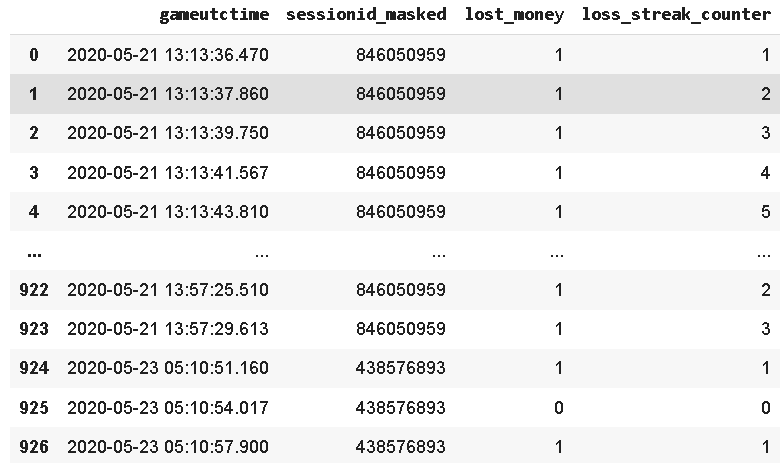 gameutctime sessionid_masked lost_money loss_streak_counter
0 2020-05-21 13:13:36.470 846050959 1 1
1 2020-05-21 13:13:37.860 846050959 1 2
2 2020-05-21 13:13:39.750 846050959 1 3
3 2020-05-21 13:13:41.567 846050959 1 4
4 2020-05-21 13:13:43.810 846050959 1 5
... ... ... ... ...
922 2020-05-21 13:57:25.510 846050959 1 2
923 2020-05-21 13:57:29.613 846050959 1 3
924 2020-05-23 05:10:51.160 438576893 1 1
925 2020-05-23 05:10:54.017 438576893 0 0
926 2020-05-23 05:10:57.900 438576893 1 1